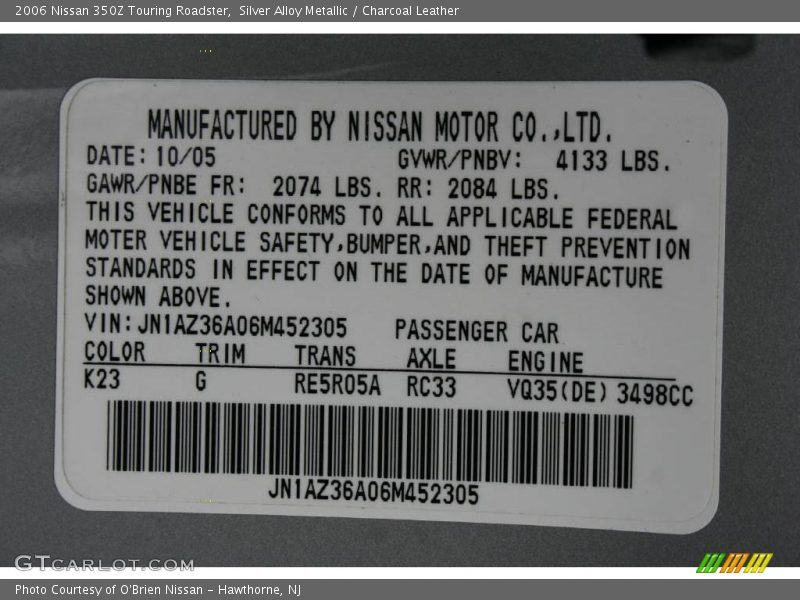 2006 Nissan 350Z Touring Roadster,  Silver Alloy Metallic / Charcoal Leather
MANUFACTURED BY NISSAN MOTOR CO.,LTD.
DATE: 10/05 GVWR/PNBV: 4133 LBS.
GAWR/PNBE FR: 2074 LBS. RR: 2084 LBS.
THIS VEHICLE CONFORMS TO ALL APPLICABLE FEDERAL
MOTER VEHICLE SAFETY,BUMPER,AND THEFT PREVENTION
STANDARDS IN EFFECT ON THE DATE OF MANUFACTURE
SHOWN ABOVE.
VIN: JN1AZ36A06M452305 PASSENGER CAR
COLOR TRIM TRANS AXLE ENGINE
K23 G RE5R05A RC33 VQ35(DE) 3498CC
JN1AZ36A06M452305
GTCARLOT.COM
Photo Courtesy of O'Brien Nissan - Hawthorne, NJ